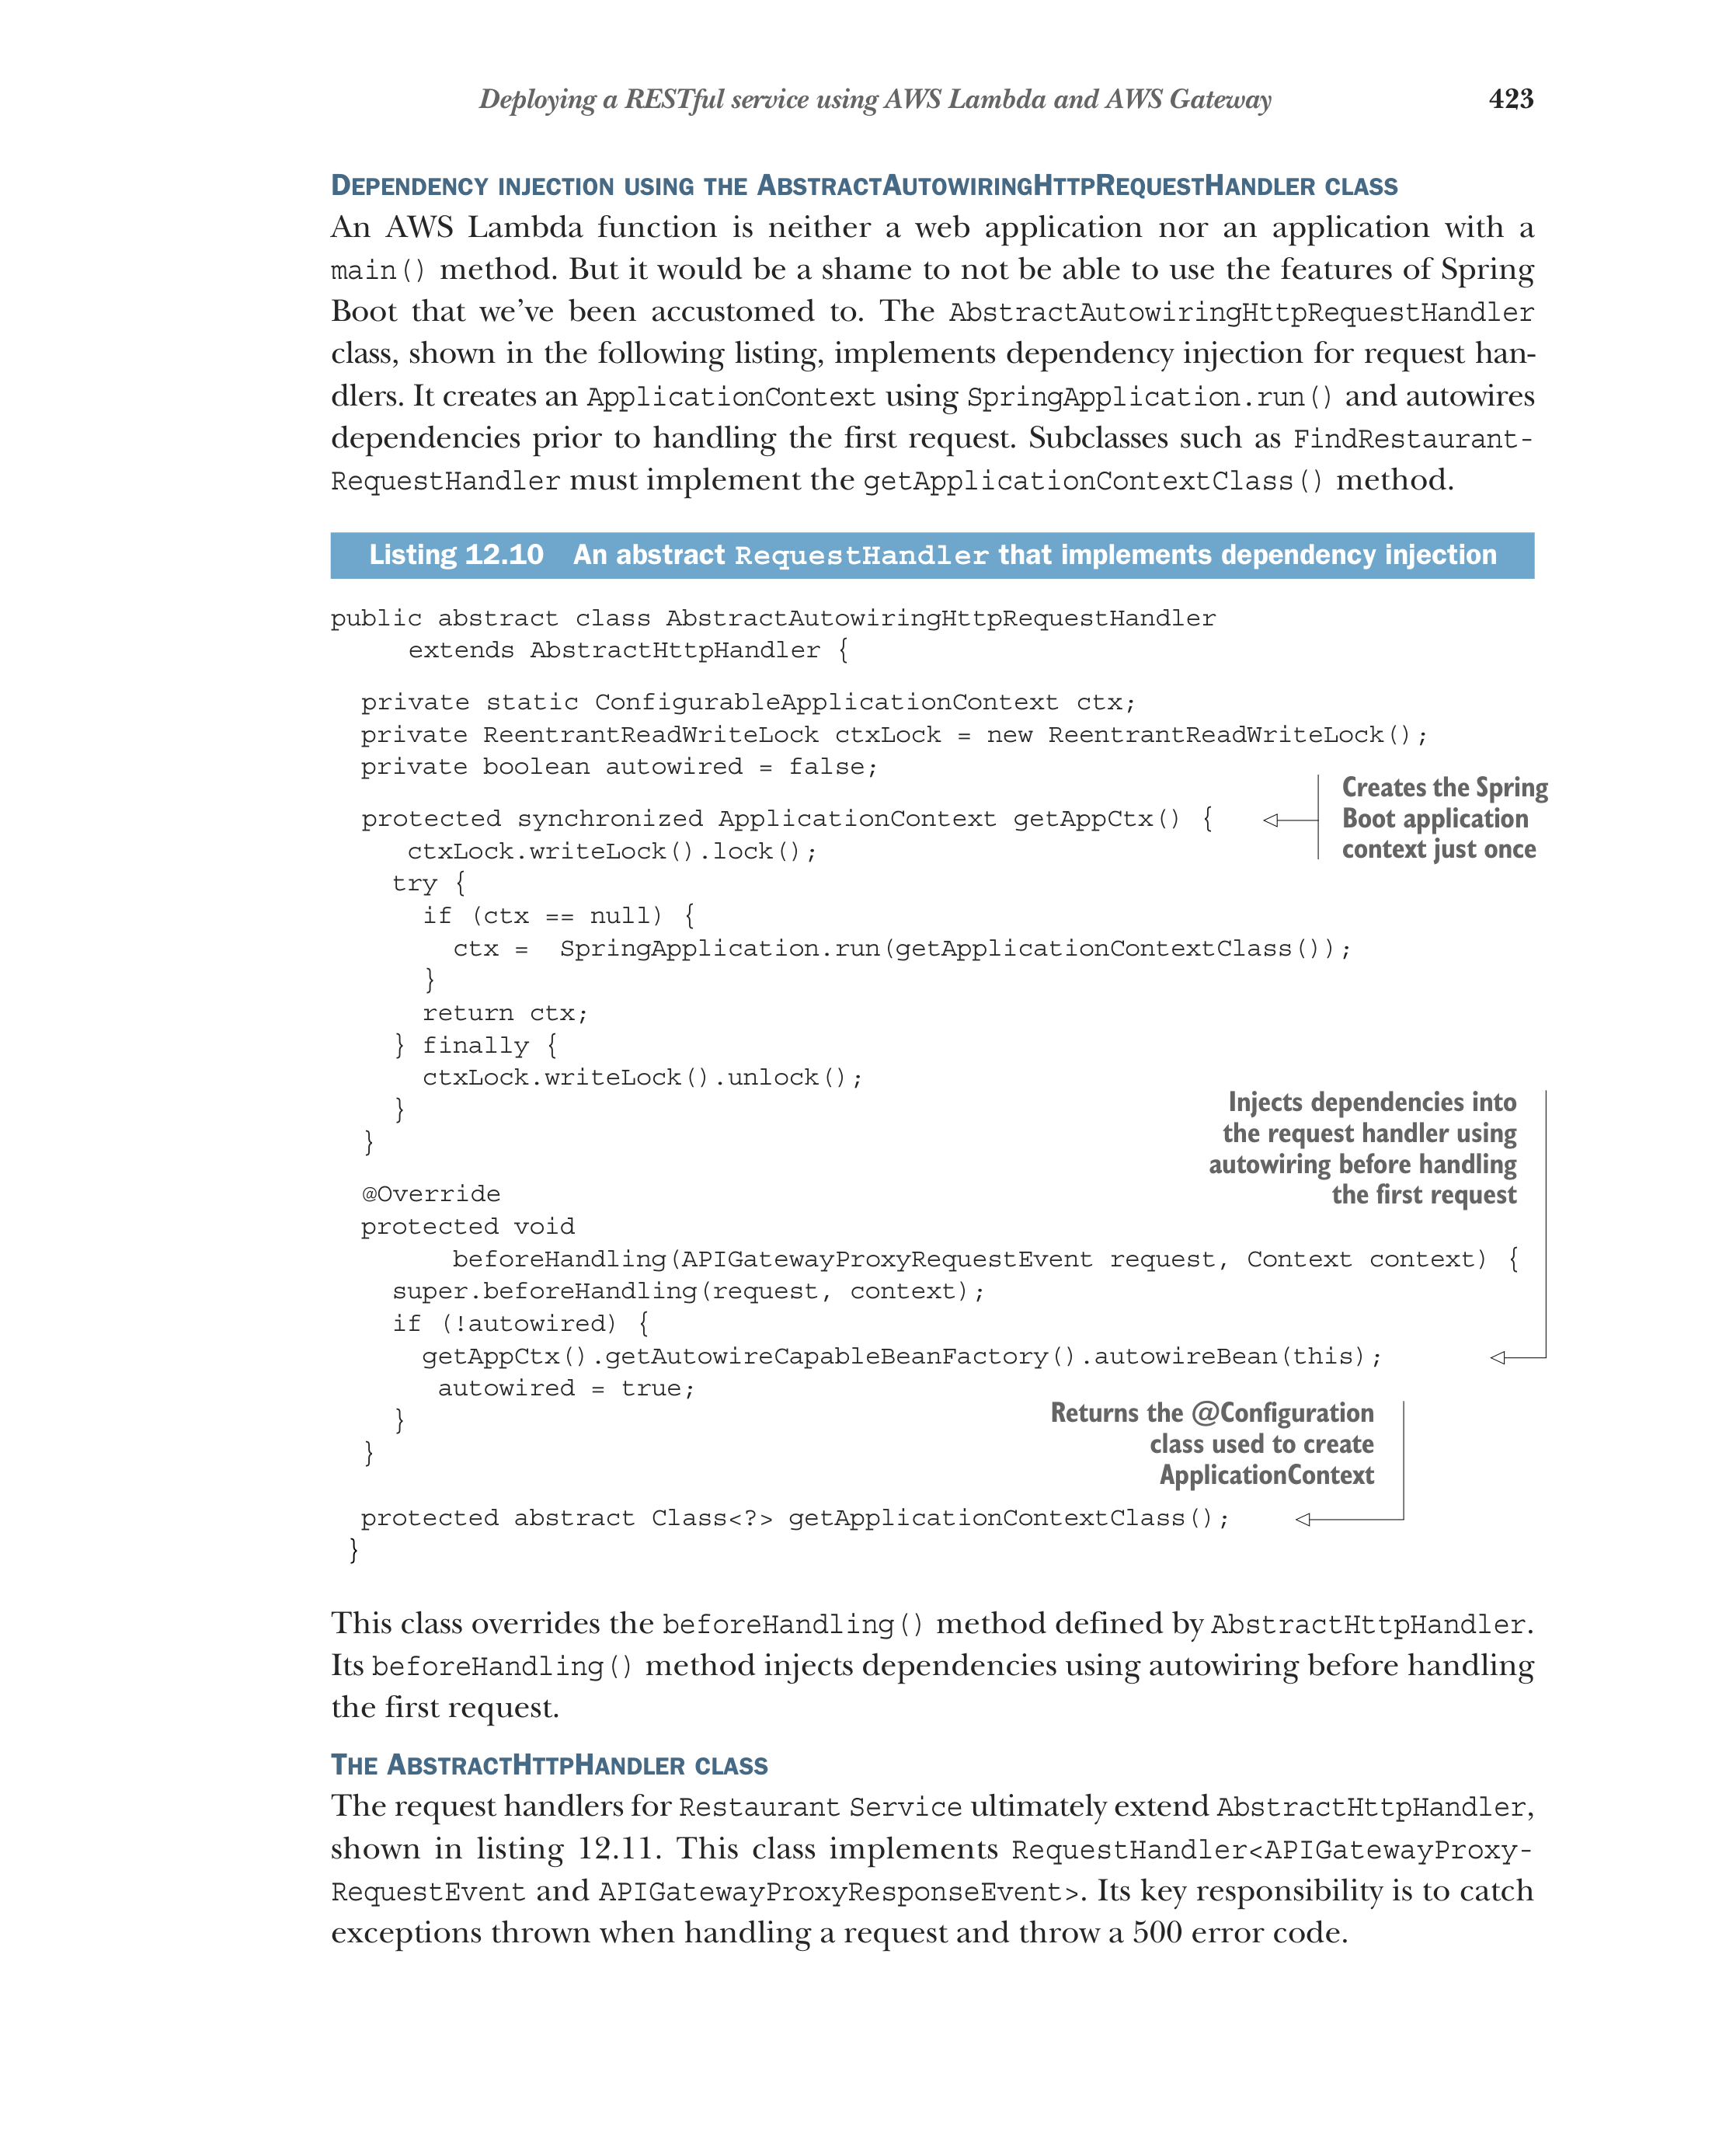 Deploying a RESTful service using AWS Lambda and AWS Gateway 423
DEPENDENCY INJECTION USING THE ABSTRACTAUTOWIRINGHTTPREQUESTHANDLER CLASS
An AWS Lambda function is neither a web application nor an application with a
main() method. But it would be a shame to not be able to use the features of Spring
Boot that we’ve been accustomed to. The AbstractAutowiringHttpRequestHandler
class, shown in the following listing, implements dependency injection for request han-
dlers. It creates an ApplicationContext using SpringApplication.run() and autowires
dependencies prior to handling the first request. Subclasses such as FindRestaurant-
RequestHandler must implement the getApplicationContextClass() method.
Listing 12.10 An abstract RequestHandler that implements dependency injection
public abstract class AbstractAutowiringHttpRequestHandler
extends AbstractHttpHandler {
private static ConfigurableApplicationContext ctx;
private ReentrantReadWriteLock ctxLock = new ReentrantReadWriteLock();
private boolean autowired = false;
Creates the Spring
Boot application
context just once
protected synchronized ApplicationContext getAppCtx() {
ctxLock.writeLock().lock();
try {
if (ctx == null) {
ctx =  SpringApplication.run(getApplicationContextClass());
}
return ctx;
} finally {
ctxLock.writeLock().unlock();
}
}
Injects dependencies into
the request handler using
autowiring before handling
the first request
@Override
protected void
beforeHandling(APIGatewayProxyRequestEvent request, Context context) {
super.beforeHandling(request, context);
if (!autowired) {
getAppCtx().getAutowireCapableBeanFactory().autowireBean(this);
autowired = true;
}
}
Returns the @Configuration
class used to create
ApplicationContext
protected abstract Class<?> getApplicationContextClass();
}
This class overrides the beforeHandling() method defined by AbstractHttpHandler.
Its beforeHandling() method injects dependencies using autowiring before handling
the first request.
THE ABSTRACTHTTPHANDLER CLASS
The request handlers for Restaurant Service ultimately extend AbstractHttpHandler,
shown in listing 12.11. This class implements RequestHandler<APIGatewayProxy-
RequestEvent and APIGatewayProxyResponseEvent>. Its key responsibility is to catch
exceptions thrown when handling a request and throw a 500 error code.